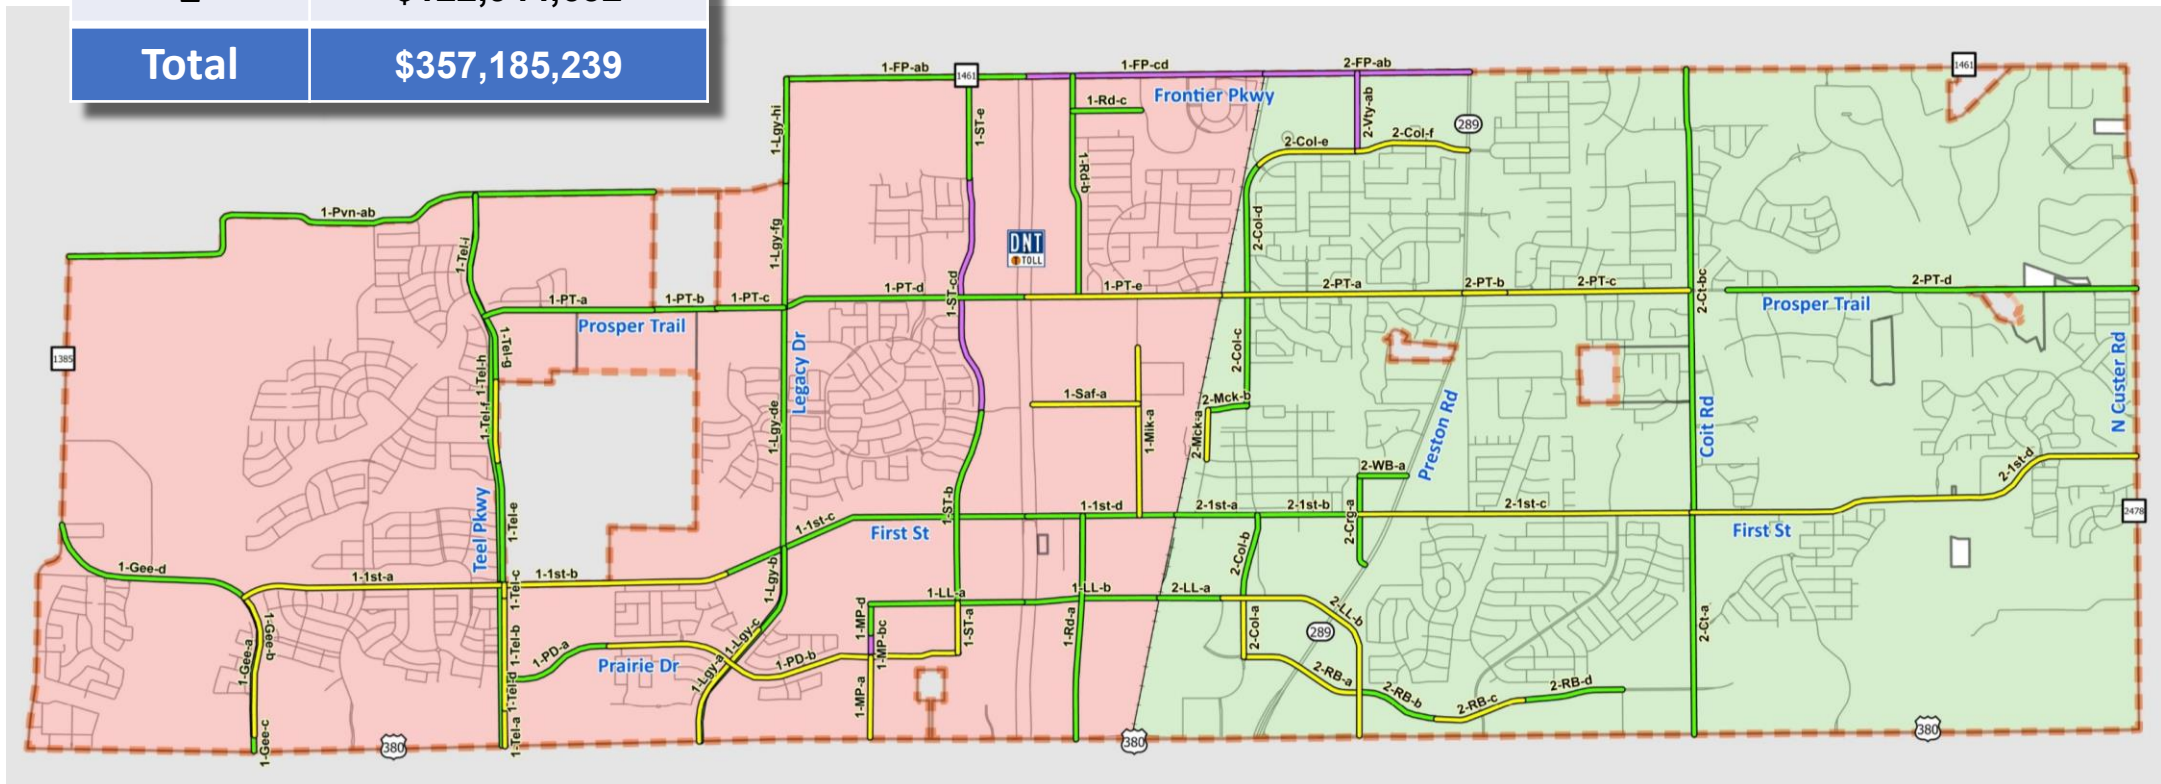 Total $357,185,239
1-FP-ab
1461
1-FP-cd
2-FP-ab
1461
Frontier Pkwy
1-Rd-c
1-Lgy-hi
1-ST-e
2-Vty-ab
289
2-Col-e
2-Col-f
1-Rd-b
1-Pvn-ab
1-Tel-i
1-Lgy-fg
DNT
TOLL
2-Col-d
1-ST-cd
1-PT-a
1-PT-b
1-PT-c
1-PT-d
1-PT-e
2-PT-a
2-PT-b
2-PT-c
2-Ct-bc
2-PT-d
Prosper Trail
Prosper Trail
1385
1-Tel-g
1-Tel-h
1-Tel-f
Legacy Dr
1-Lgy-de
2-Col-c
N Custer Rd
1-Saf-a
1-Mik-a
2-Mck-b
2-Mck-a
Preston Rd
Coit Rd
2-WB-a
2-1st-d
Teel Pkwy
1-Tel-e
1-1st-c
1-ST-b
1-1st-d
2-1st-a
2-1st-b
2-Crg-a
2-1st-c
2478
First St
First St
1-Gee-d
1-1st-a
1-Tel-c
1-1st-b
1-Lgy-b
2-Col-b
1-LL-a
1-LL-b
2-LL-a
2-LL-b
1-MP-d
1-MP-bc
1-ST-a
1-Rd-a
2-Col-a
289
2-Ct-a
1-Gee-b
1-Gee-a
1-Tel-b
1-PD-a
Prairie Dr
1-Lgy-c
1-Lgy-a
1-PD-b
1-Tel-d
1-MP-a
2-RB-a
2-RB-b
2-RB-c
2-RB-d
1-Gee-c
1-Tel-a
380
380
380